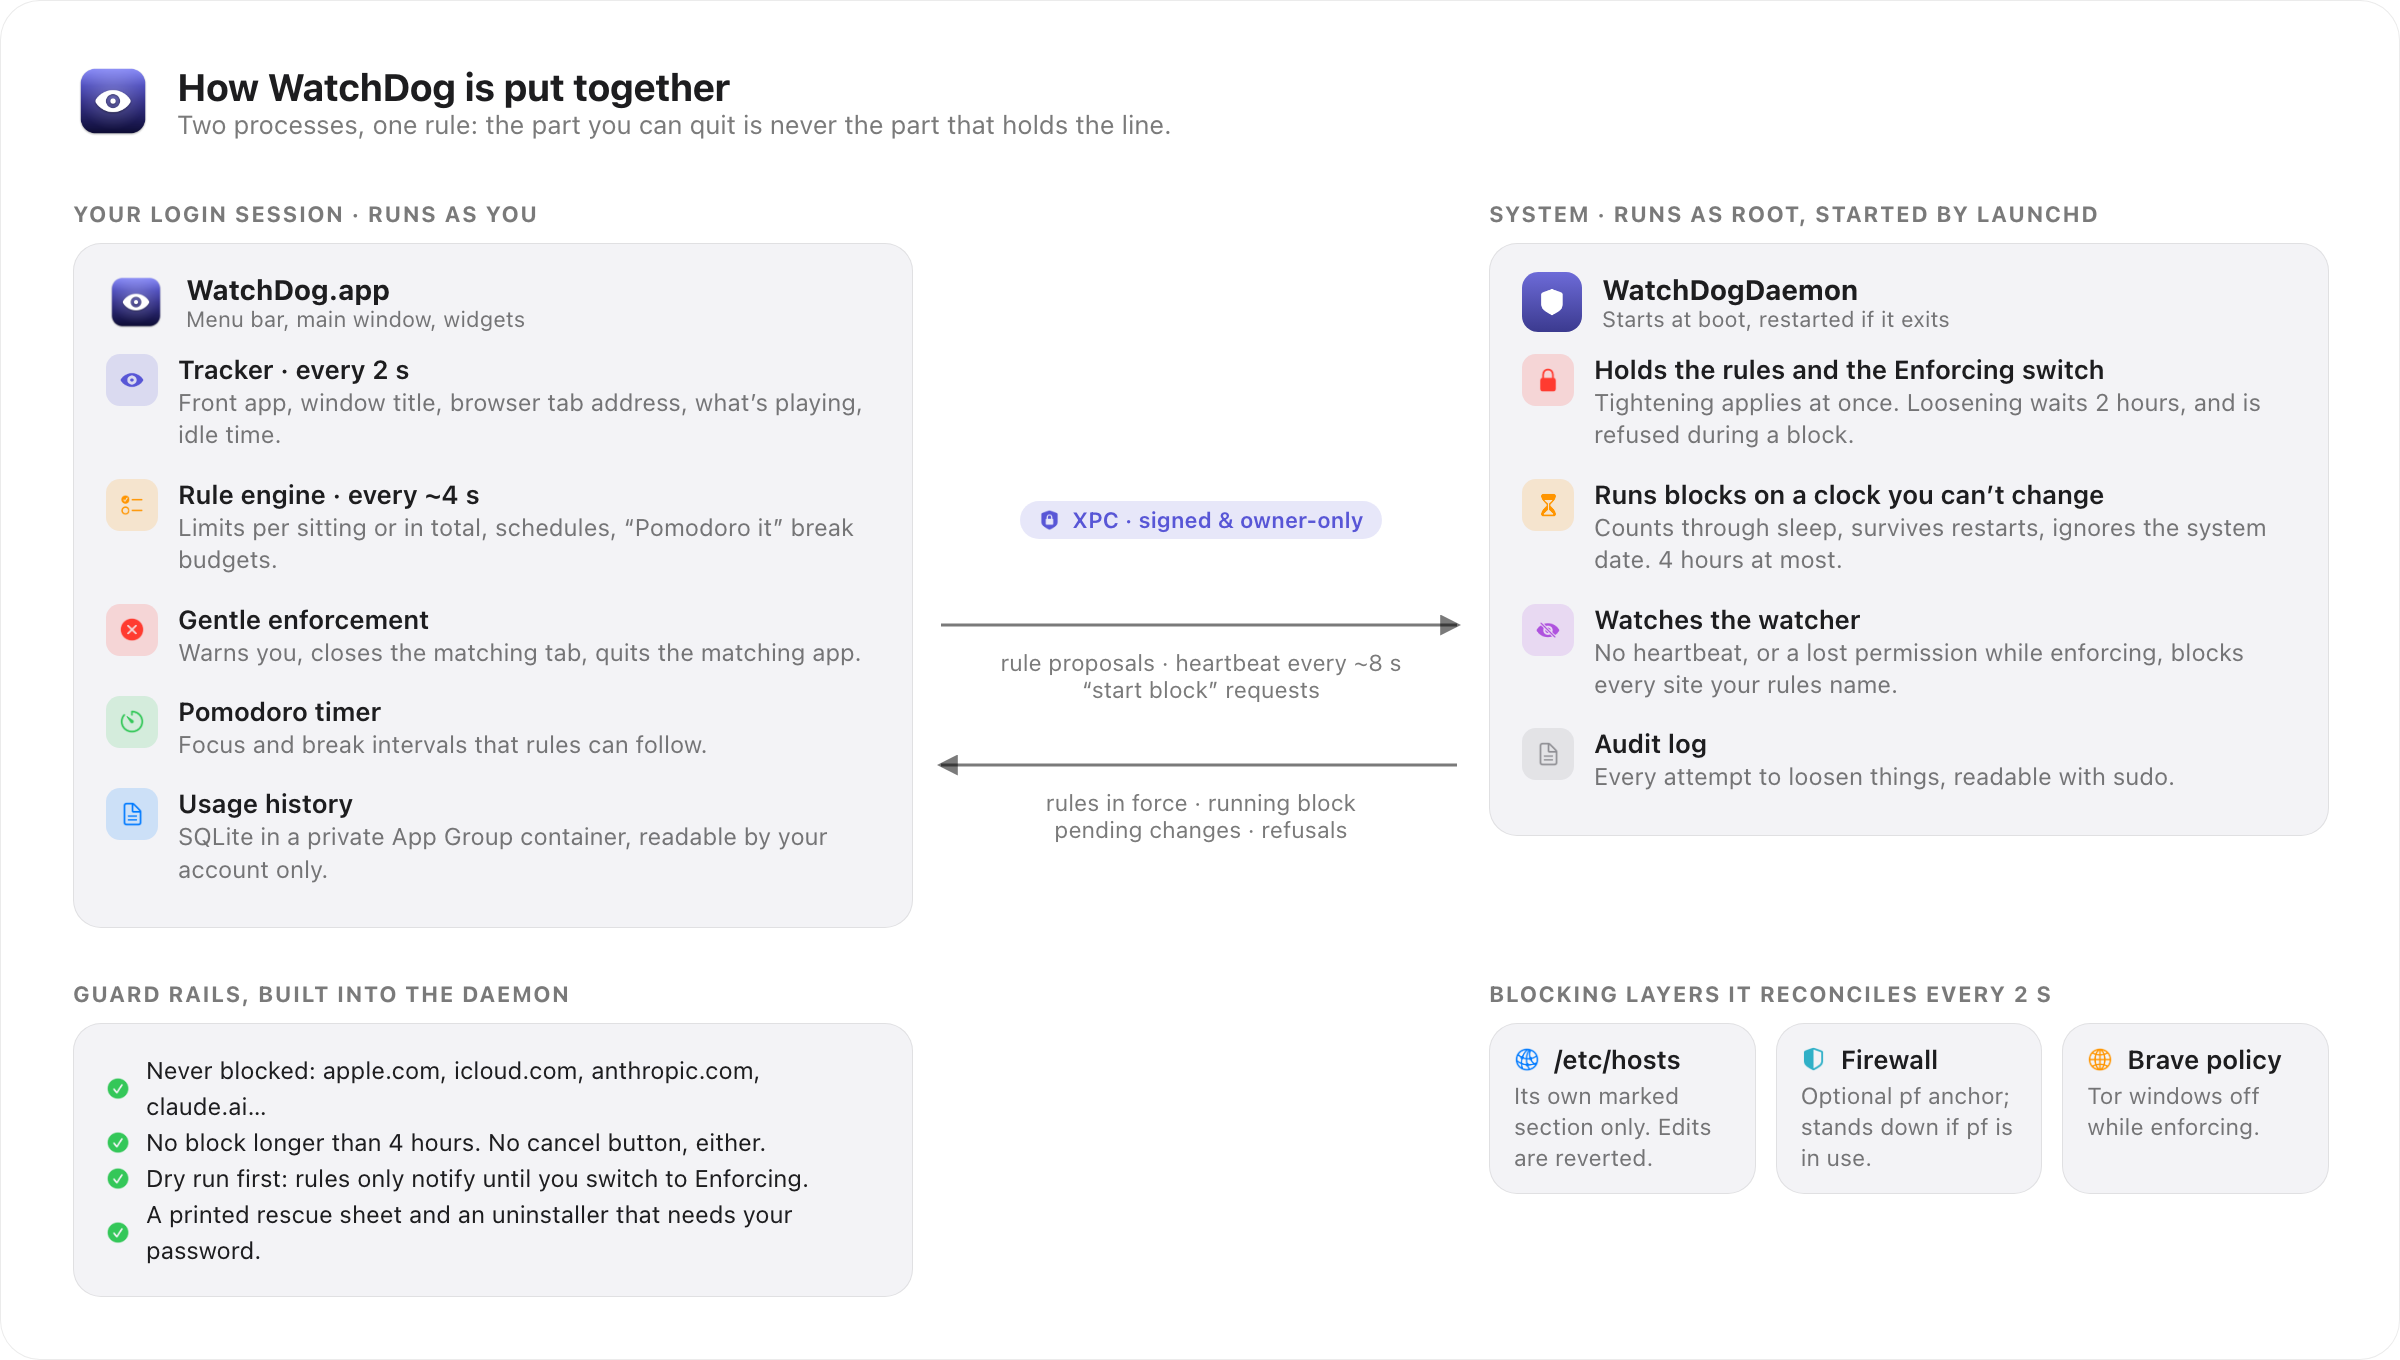 How WatchDog is put together
Two processes, one rule: the part you can quit is never the part that holds the line.
YOUR LOGIN SESSION · RUNS AS YOU
WatchDog.app
Menu bar, main window, widgets
Tracker · every 2 s
Front app, window title, browser tab address, what’s playing,
idle time.
Rule engine · every ~4 s
Limits per sitting or in total, schedules, “Pomodoro it” break
budgets.
Gentle enforcement
Warns you, closes the matching tab, quits the matching app.
Pomodoro timer
Focus and break intervals that rules can follow.
Usage history
SQLite in a private App Group container, readable by your
account only.
XPC · signed & owner-only
rule proposals · heartbeat every ~8 s
“start block” requests
rules in force · running block
pending changes · refusals
SYSTEM · RUNS AS ROOT, STARTED BY LAUNCHD
WatchDogDaemon
Starts at boot, restarted if it exits
Holds the rules and the Enforcing switch
Tightening applies at once. Loosening waits 2 hours, and is
refused during a block.
Runs blocks on a clock you can’t change
Counts through sleep, survives restarts, ignores the system
date. 4 hours at most.
Watches the watcher
No heartbeat, or a lost permission while enforcing, blocks
every site your rules name.
Audit log
Every attempt to loosen things, readable with sudo.
GUARD RAILS, BUILT INTO THE DAEMON
Never blocked: apple.com, icloud.com, anthropic.com,
claude.ai…
No block longer than 4 hours. No cancel button, either.
Dry run first: rules only notify until you switch to Enforcing.
A printed rescue sheet and an uninstaller that needs your
password.
BLOCKING LAYERS IT RECONCILES EVERY 2 S
/etc/hosts
Its own marked
section only. Edits
are reverted.
Firewall
Optional pf anchor;
stands down if pf is
in use.
Brave policy
Tor windows off
while enforcing.